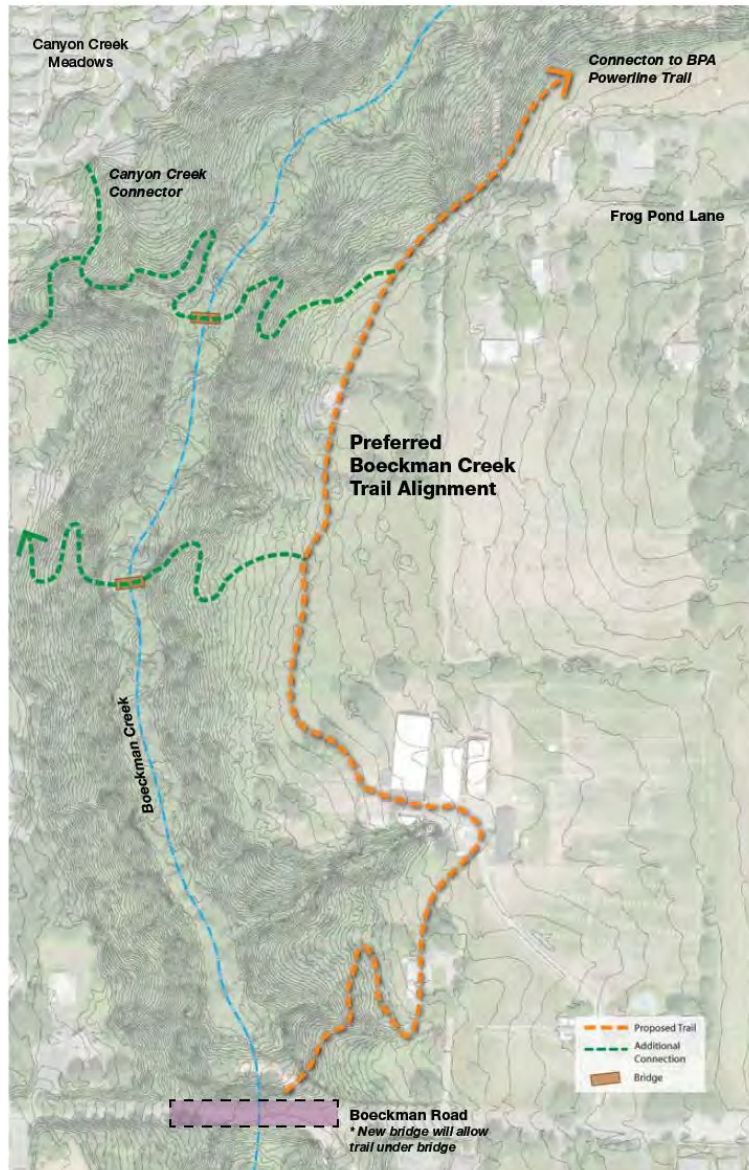 Canyon Creek
Meadows
Connecton to BPA
Powerline Trail
Canyon Creek
Connector
Frog Pond Lane
Preferred
Boeckman Creek
Trail Alignment
Boeckman Creek
Proposed Trail
Additional
Connection
Bridge
Boeckman Road
* New bridge will allow
trail under bridge